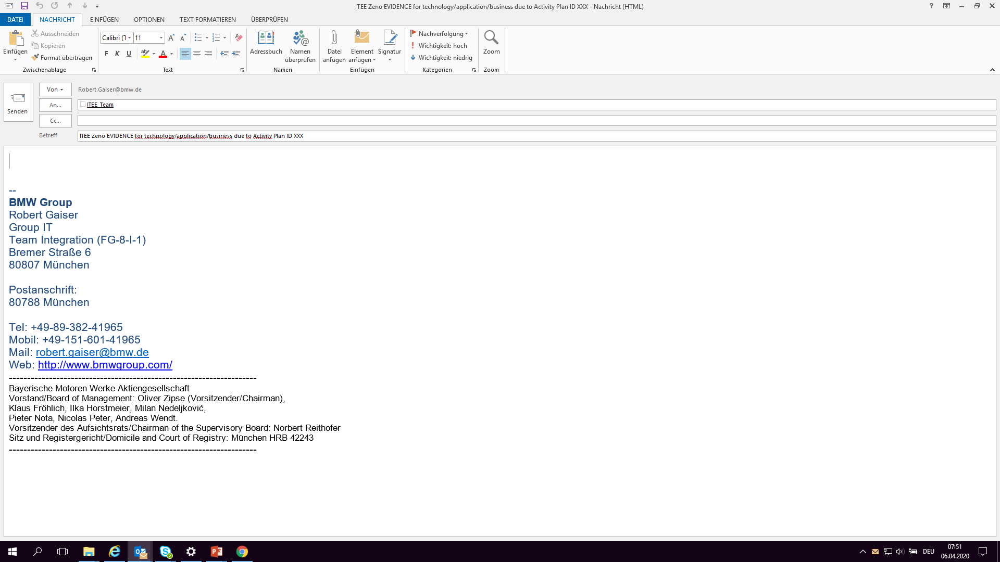 ITEE Zeno EVIDENCE for technology/application/business due to Activity Plan ID XXX - Nachricht (HTML)
?
DATEI NACHRICHT EINFÜGEN OPTIONEN TEXT FORMATIEREN ÜBERPRÜFEN
Einfügen
Ausschneiden
Kopieren
Format übertragen
Zwischenablage
Calibri (T 11
F K U
Text
Adressbuch
Namen überprüfen
Namen
Datei anfügen
Element anfügen
Signatur
Einfügen
Nachverfolgung
Wichtigkeit: hoch
Wichtigkeit: niedrig
Kategorien
Zoom
Zoom
Senden
Von Robert.Gaiser@bmw.de
An... ITEE_Team
Cc...
Betreff ITEE Zeno EVIDENCE for technology/application/business due to Activity Plan ID XXX
--
BMW Group
Robert Gaiser
Group IT
Team Integration (FG-8-I-1)
Bremer Straße 6
80807 München
Postanschrift:
80788 München
Tel: +49-89-382-41965
Mobil: +49-151-601-41965
Mail: robert.gaiser@bmw.de
Web: http://www.bmwgroup.com/
--------------------------------------------------------------------
Bayerische Motoren Werke Aktiengesellschaft
Vorstand/Board of Management: Oliver Zipse (Vorsitzender/Chairman),
Klaus Fröhlich, Ilka Horstmeier, Milan Nedeljković,
Pieter Nota, Nicolas Peter, Andreas Wendt.
Vorsitzender des Aufsichtsrats/Chairman of the Supervisory Board: Norbert Reithofer
Sitz und Registergericht/Domicile and Court of Registry: München HRB 42243
--------------------------------------------------------------------
DEU
07:51
06.04.2020